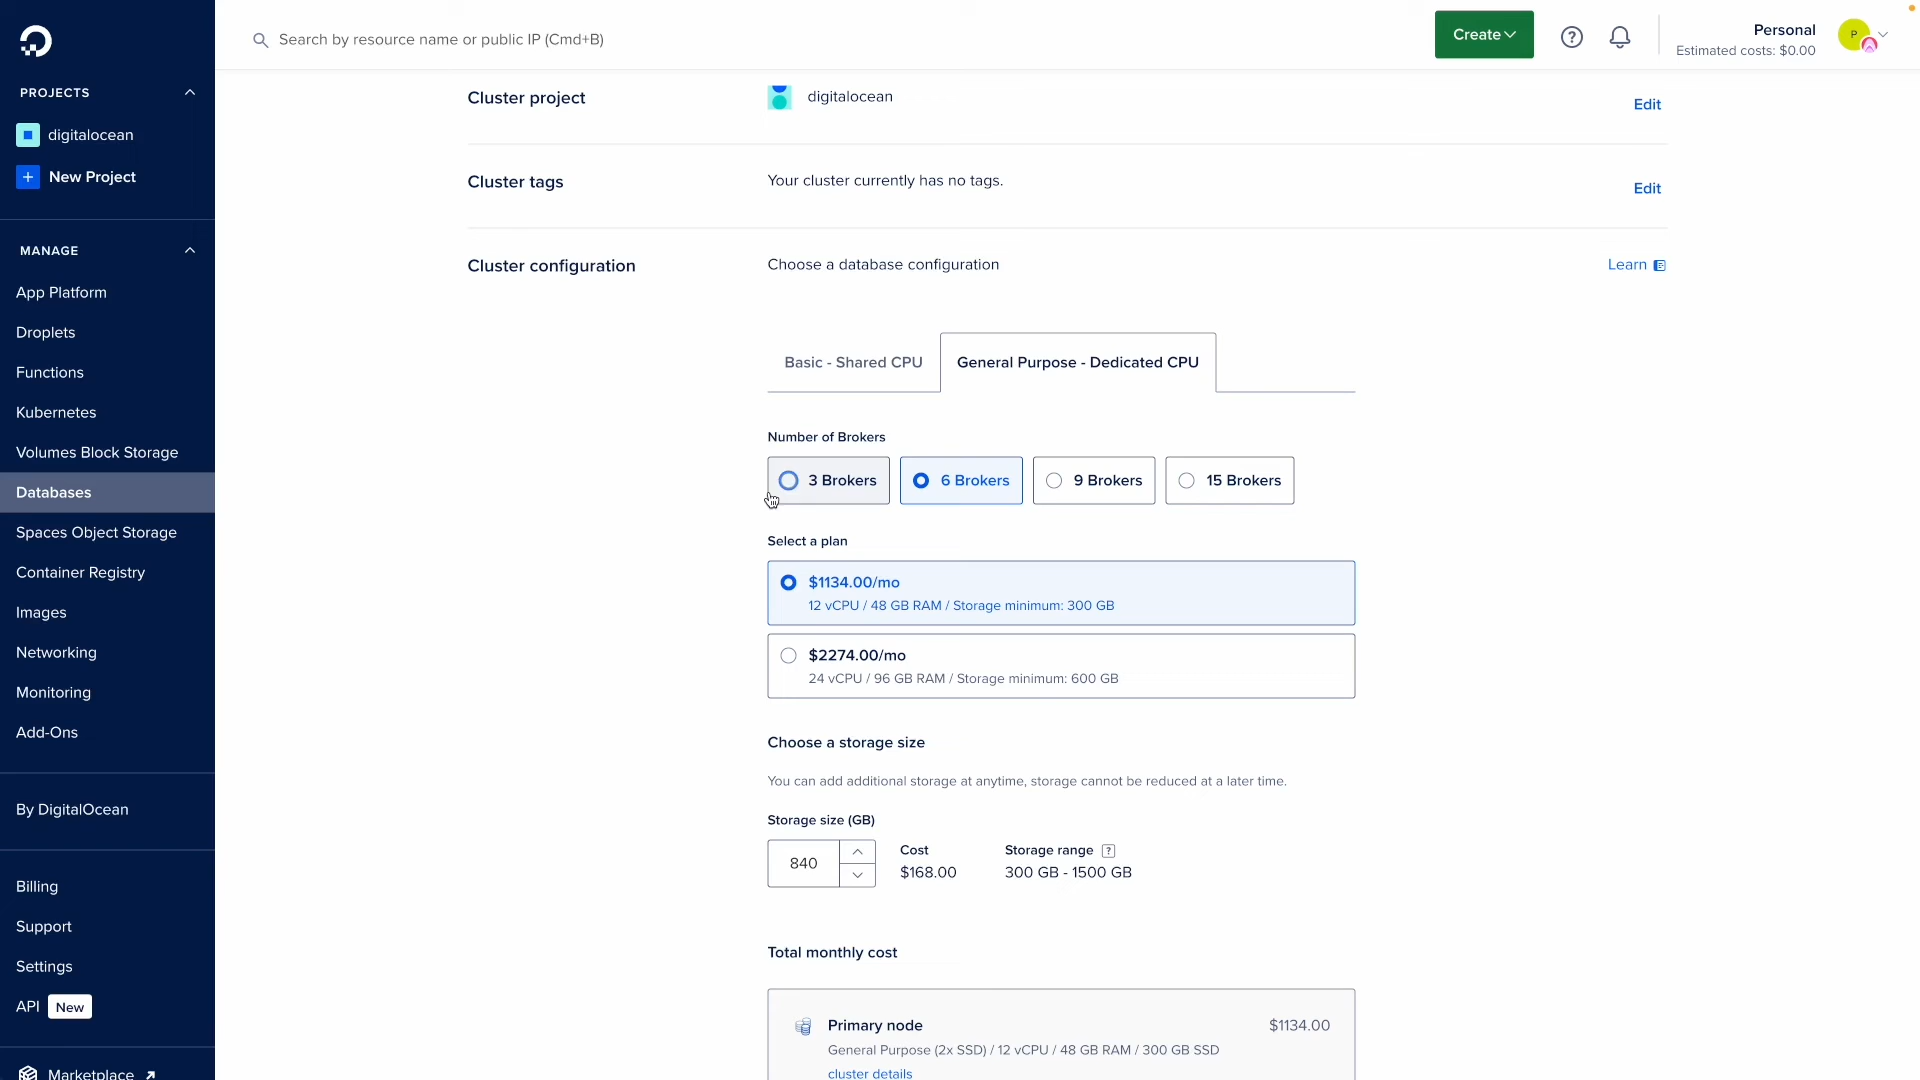 Search by resource name or public IP (Cmd+B)
Create
Personal
Estimated costs: $0.00
P
PROJECTS
digitalocean
New Project
MANAGE
App Platform
Droplets
Functions
Kubernetes
Volumes Block Storage
Databases
Spaces Object Storage
Container Registry
Images
Networking
Monitoring
Add-Ons
By DigitalOcean
Billing
Support
Settings
API New
Marketplace
Cluster project
digitalocean
Edit
Cluster tags
Your cluster currently has no tags.
Edit
Cluster configuration
Choose a database configuration
Learn
Basic - Shared CPU
General Purpose - Dedicated CPU
Number of Brokers
3 Brokers
6 Brokers
9 Brokers
15 Brokers
Select a plan
$1134.00/mo
12 vCPU / 48 GB RAM / Storage minimum: 300 GB
$2274.00/mo
24 vCPU / 96 GB RAM / Storage minimum: 600 GB
Choose a storage size
You can add additional storage at anytime, storage cannot be reduced at a later time.
Storage size (GB)
840
Cost
$168.00
Storage range ?
300 GB - 1500 GB
Total monthly cost
Primary node
$1134.00
General Purpose (2x SSD) / 12 vCPU / 48 GB RAM / 300 GB SSD
cluster details